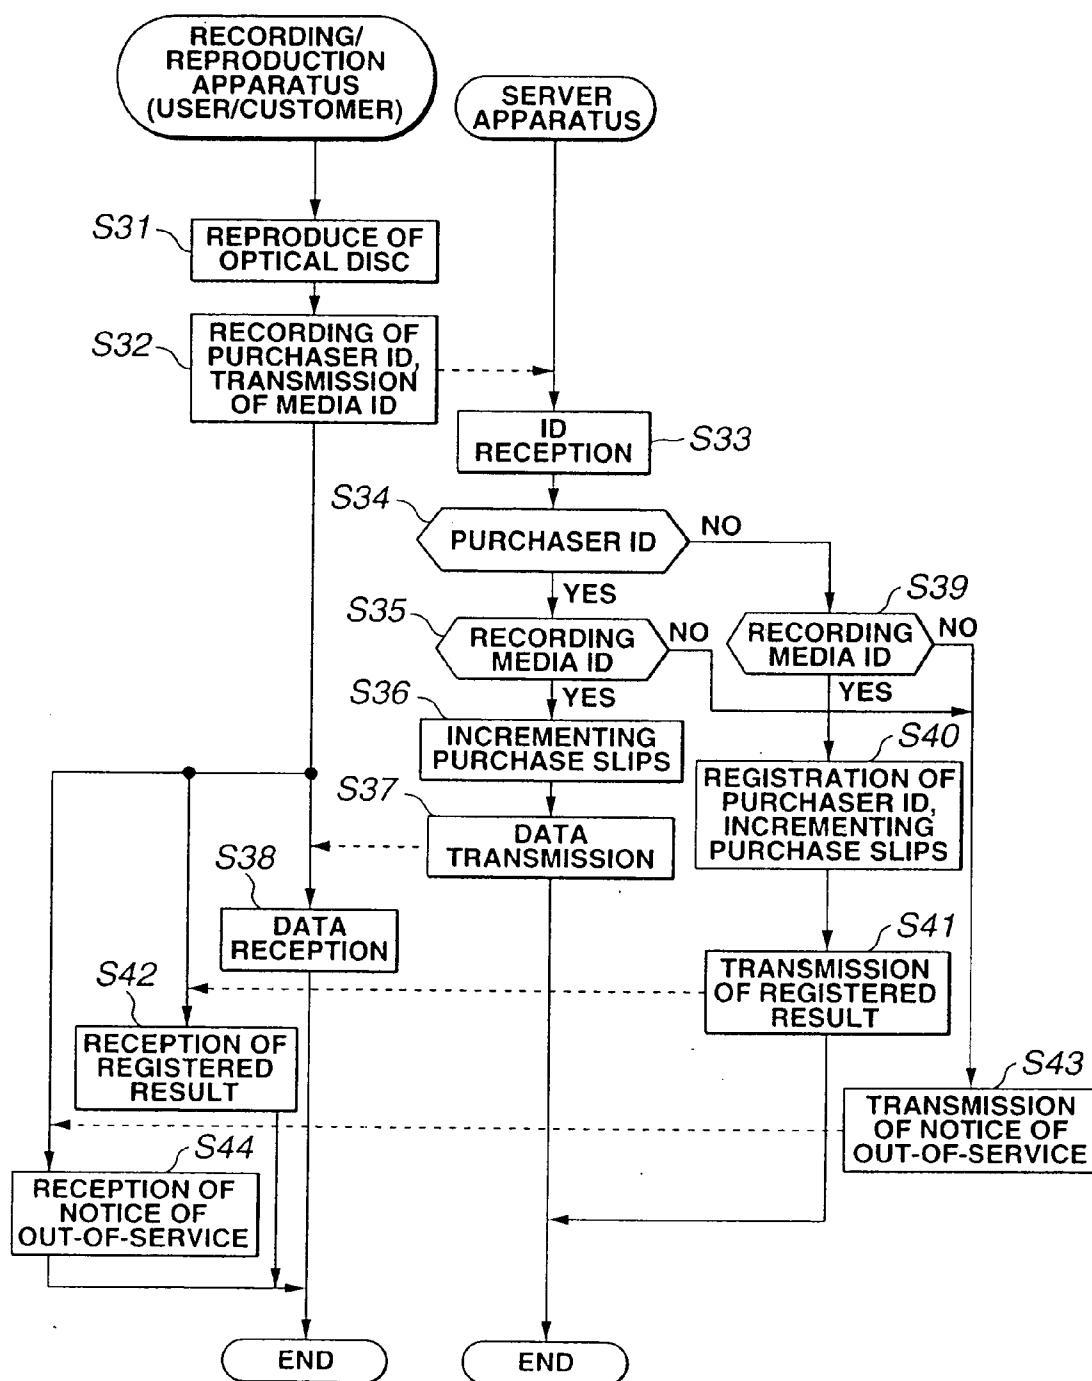 RECORDING/
REPRODUCTION
APPARATUS
(USER/CUSTOMER)
SERVER
APPARATUS
S31
REPRODUCE OF
OPTICAL DISC
S32
RECORDING OF
PURCHASER ID,
TRANSMISSION
OF MEDIA ID
ID
RECEPTION
S33
S34
PURCHASER ID
NO
YES
S35
RECORDING
MEDIA ID
NO
YES
S39
RECORDING
MEDIA ID
NO
YES
S36
INCREMENTING
PURCHASE SLIPS
S40
REGISTRATION OF
PURCHASER ID,
INCREMENTING
PURCHASE SLIPS
S37
DATA
TRANSMISSION
S38
DATA
RECEPTION
S41
TRANSMISSION
OF REGISTERED
RESULT
S42
RECEPTION OF
REGISTERED
RESULT
S43
TRANSMISSION
OF NOTICE OF
OUT-OF-SERVICE
S44
RECEPTION OF
NOTICE OF
OUT-OF-SERVICE
END
END